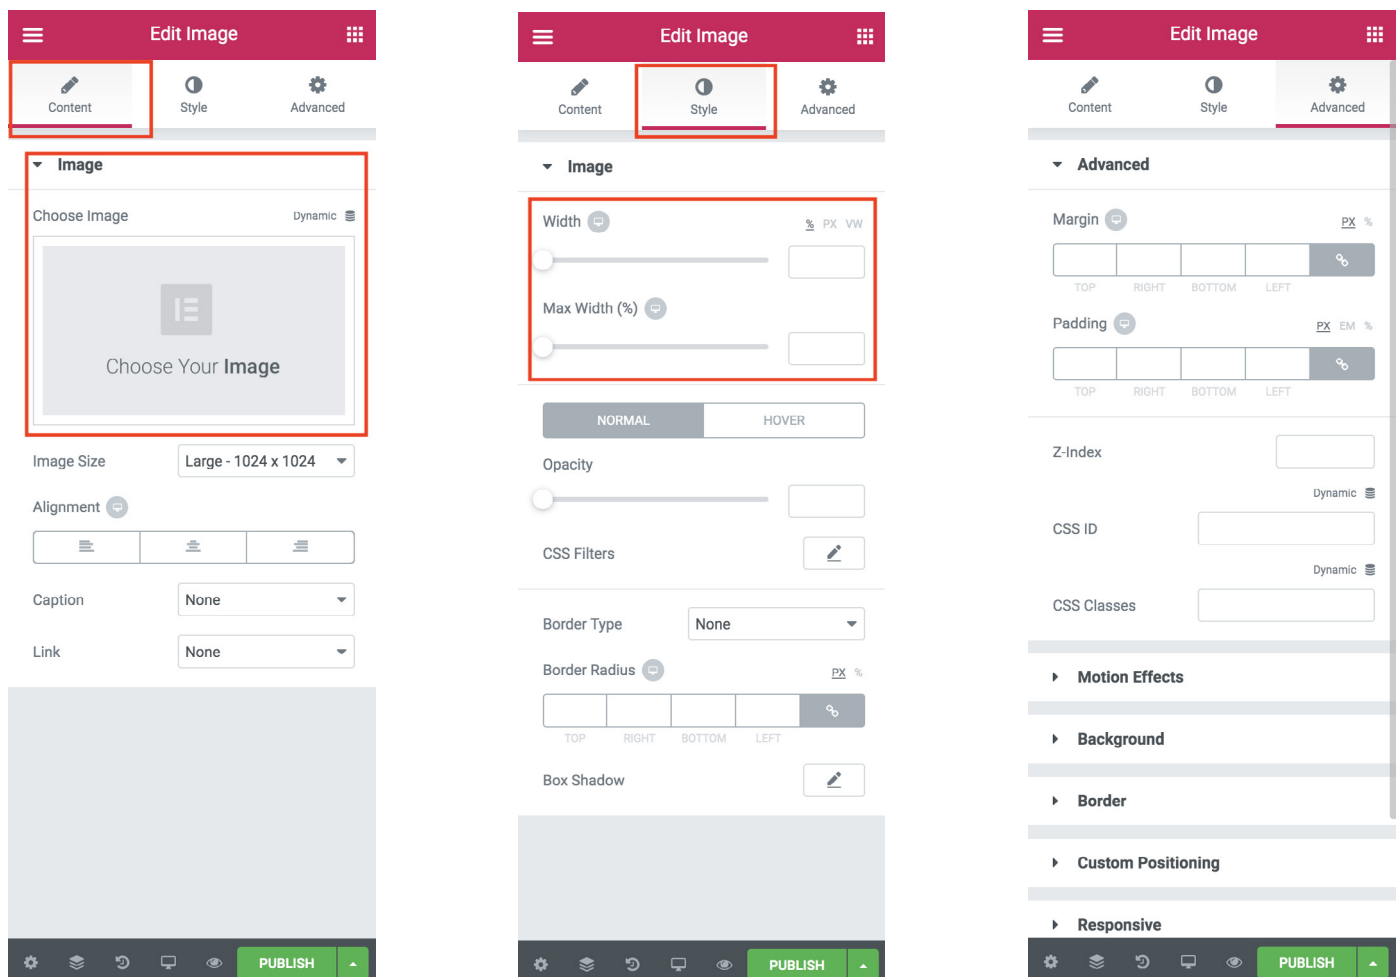 Edit Image
Content
Style
Advanced
Image
Choose Image
Dynamic
Choose Your Image
Image Size
Large - 1024 x 1024
Alignment
Caption
None
Link
None
PUBLISH
Edit Image
Content
Style
Advanced
Image
Width
% PX VW
Max Width (%)
NORMAL
HOVER
Opacity
CSS Filters
Border Type
None
Border Radius
PX %
TOP RIGHT BOTTOM LEFT
Box Shadow
PUBLISH
Edit Image
Content
Style
Advanced
Advanced
Margin
PX %
TOP RIGHT BOTTOM LEFT
Padding
PX EM %
TOP RIGHT BOTTOM LEFT
Z-Index
Dynamic
CSS ID
Dynamic
CSS Classes
Motion Effects
Background
Border
Custom Positioning
Responsive
PUBLISH